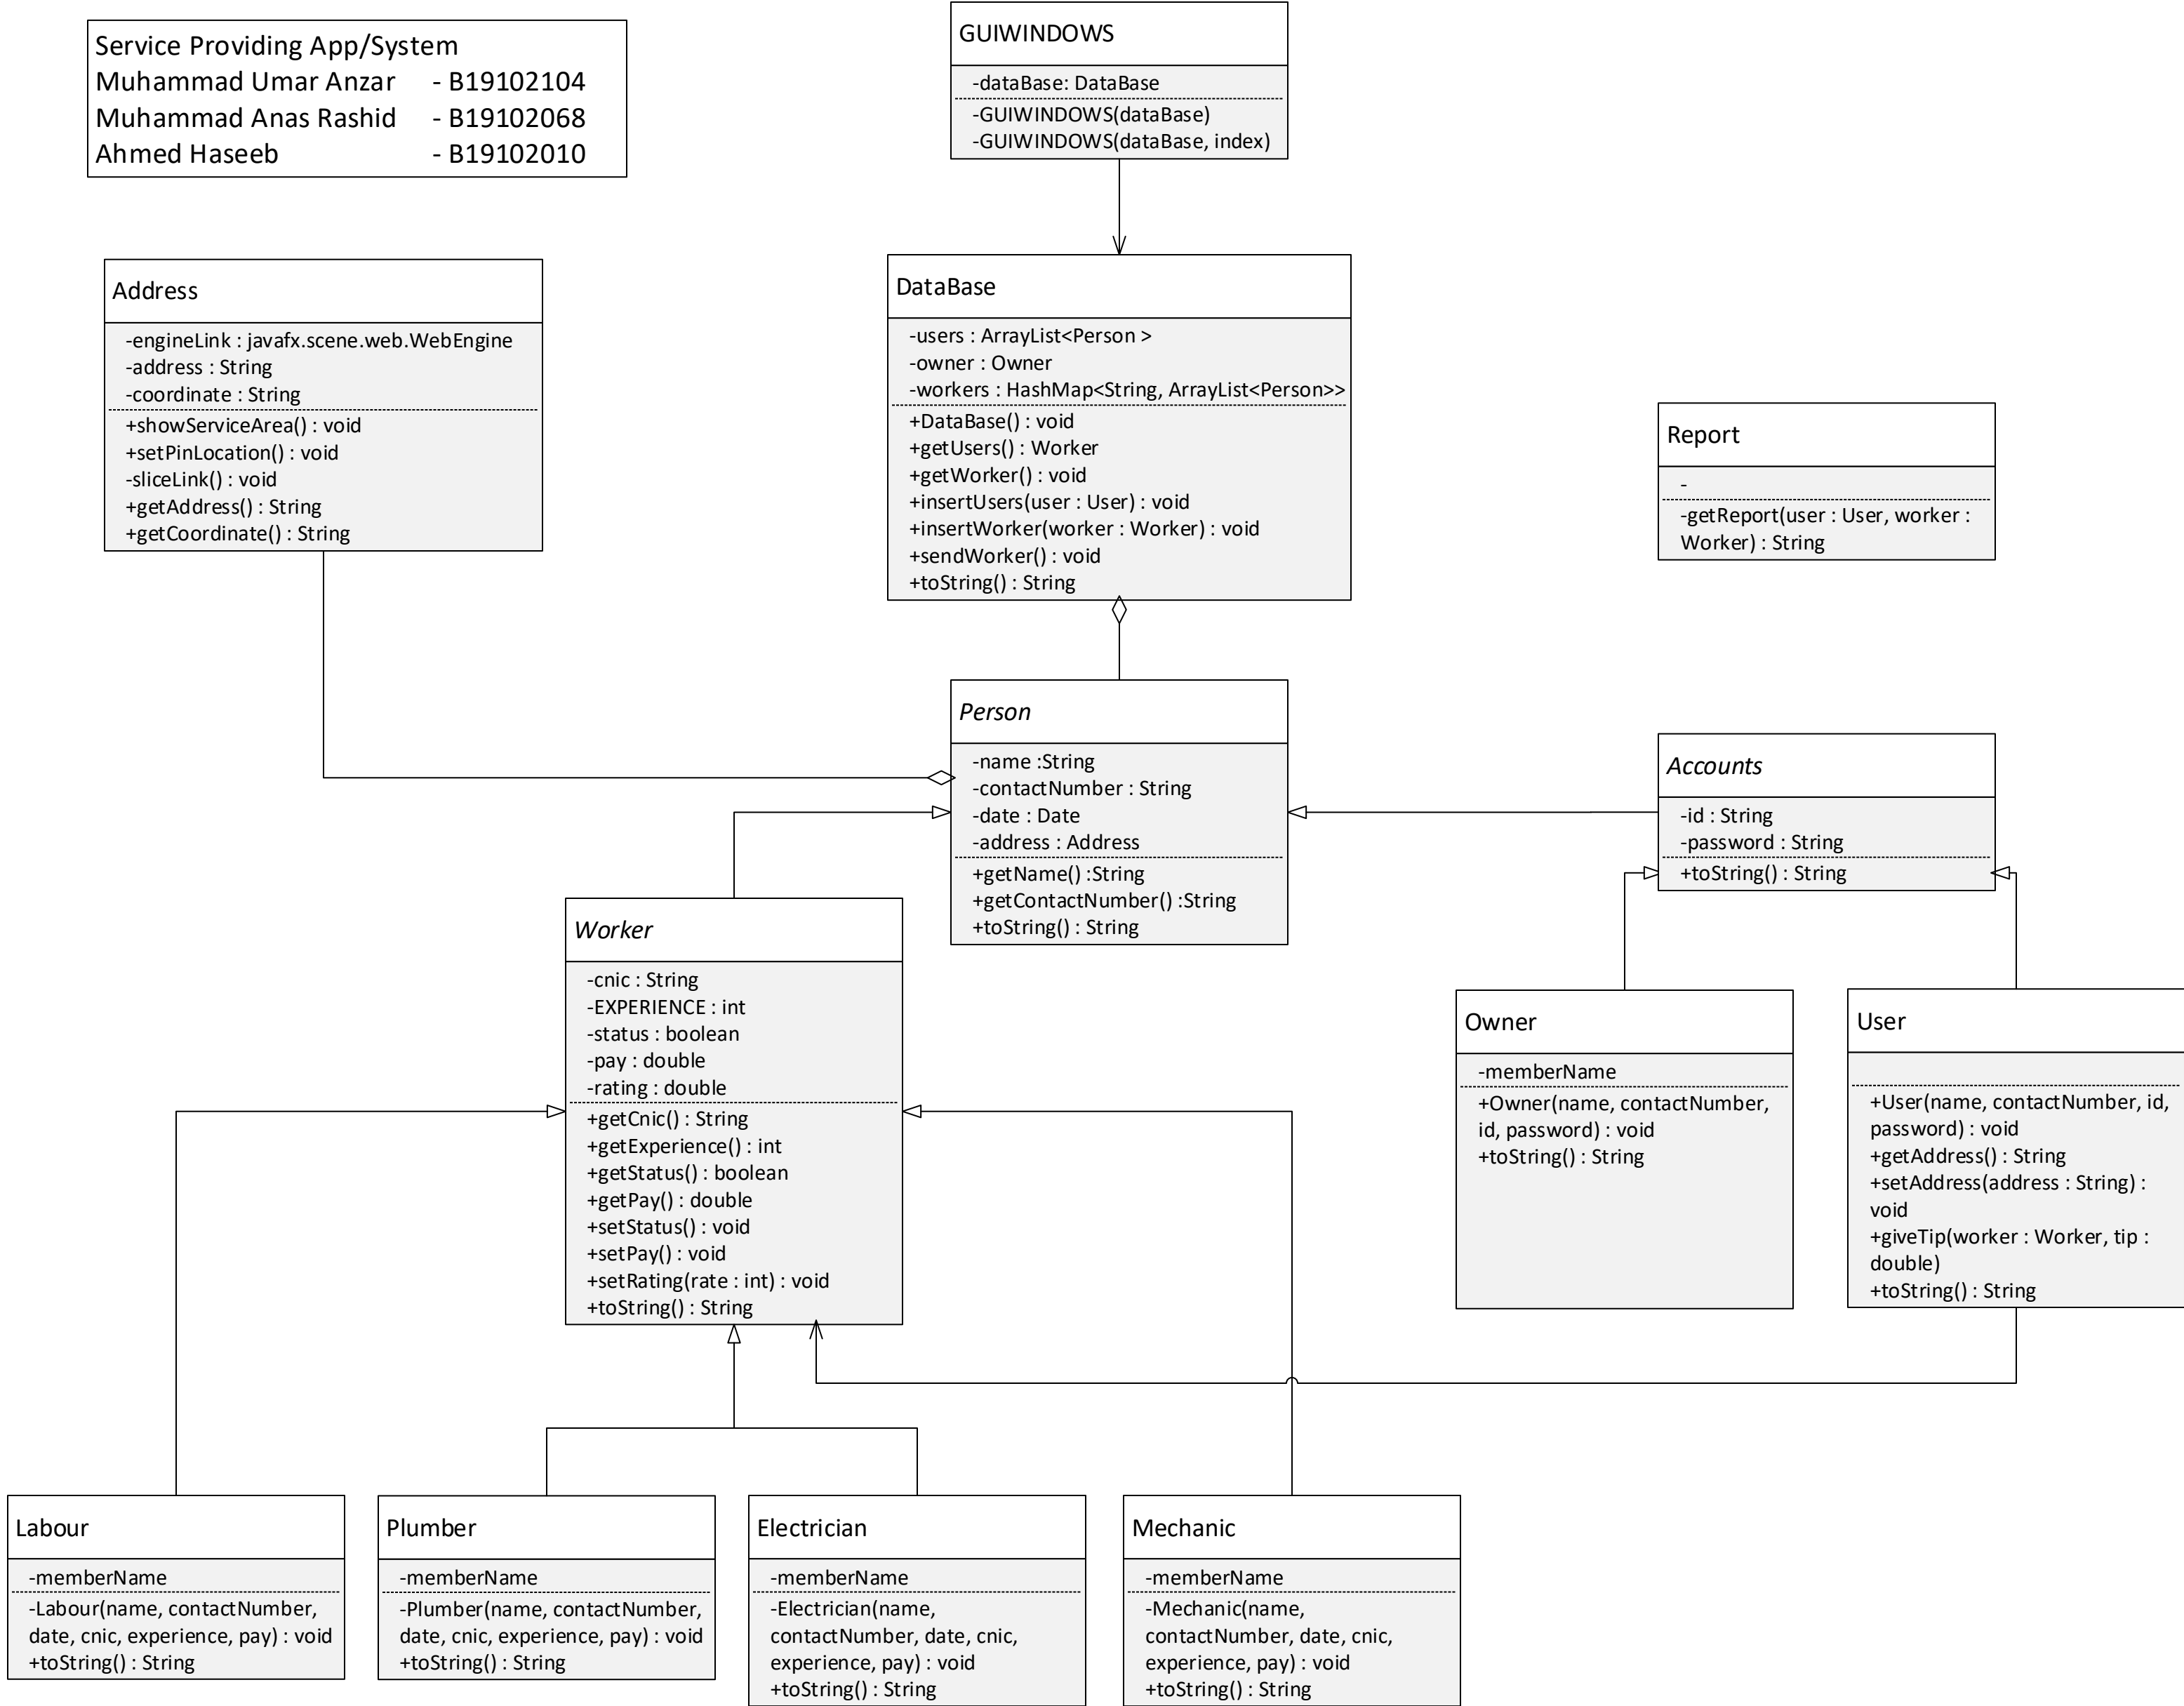 Service Providing App/System
Muhammad Umar Anzar - B19102104
Muhammad Anas Rashid - B19102068
Ahmed Haseeb - B19102010
GUIWINDOWS
-dataBase: DataBase
-GUIWINDOWS(dataBase)
-GUIWINDOWS(dataBase, index)
Address
-engineLink : javafx.scene.web.WebEngine
-address : String
-coordinate : String
+showServiceArea() : void
+setPinLocation() : void
-sliceLink() : void
+getAddress() : String
+getCoordinate() : String
DataBase
-users : ArrayList<Person >
-owner : Owner
-workers : HashMap<String, ArrayList<Person>>
+DataBase() : void
+getUsers() : Worker
+getWorker() : void
+insertUsers(user : User) : void
+insertWorker(worker : Worker) : void
+sendWorker() : void
+toString() : String
Report
-
-getReport(user : User, worker :
Worker) : String
Person
-name :String
-contactNumber : String
-date : Date
-address : Address
+getName() :String
+getContactNumber() :String
+toString() : String
Accounts
-id : String
-password : String
+toString() : String
Worker
-cnic : String
-EXPERIENCE : int
-status : boolean
-pay : double
-rating : double
+getCnic() : String
+getExperience() : int
+getStatus() : boolean
+getPay() : double
+setStatus() : void
+setPay() : void
+setRating(rate : int) : void
+toString() : String
Owner
-memberName
+Owner(name, contactNumber,
id, password) : void
+toString() : String
User
+User(name, contactNumber, id,
password) : void
+getAddress() : String
+setAddress(address : String) :
void
+giveTip(worker : Worker, tip :
double)
+toString() : String
Labour
-memberName
-Labour(name, contactNumber,
date, cnic, experience, pay) : void
+toString() : String
Plumber
-memberName
-Plumber(name, contactNumber,
date, cnic, experience, pay) : void
+toString() : String
Electrician
-memberName
-Electrician(name,
contactNumber, date, cnic,
experience, pay) : void
+toString() : String
Mechanic
-memberName
-Mechanic(name,
contactNumber, date, cnic,
experience, pay) : void
+toString() : String